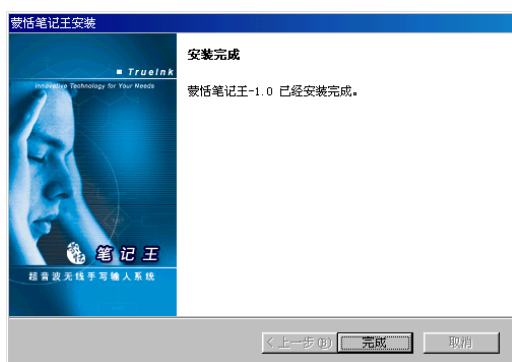 蒙恬笔记王安装
TrueInk
Innovative Technology for Your Needs
安装完成
蒙恬笔记王-1.0 已经安装完成。
蒙恬 笔记王
超音波无线手写输入系统
< 上一步(B)
完成
取消